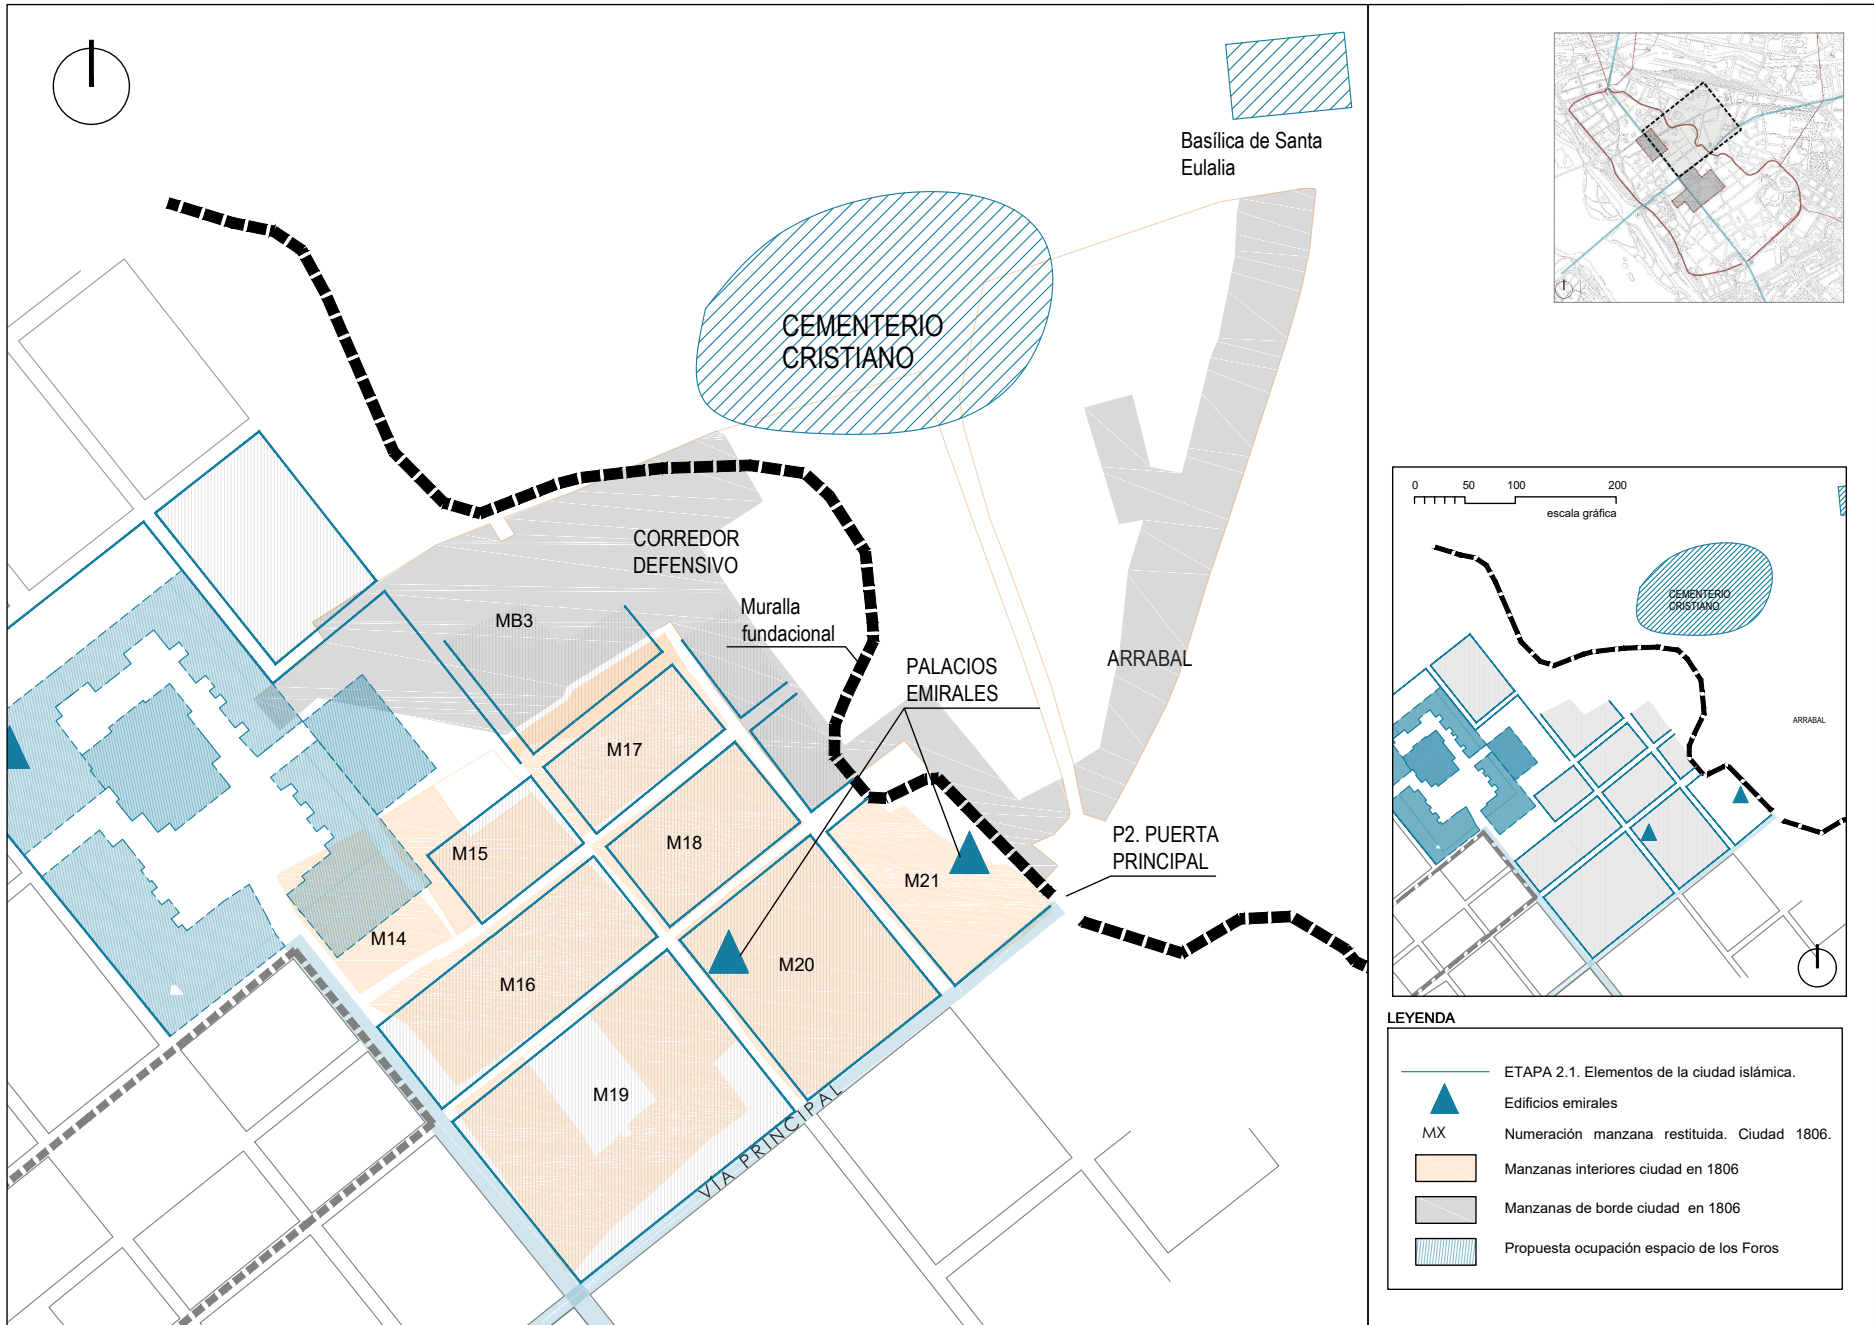 Basílica de Santa
Eulalia
CEMENTERIO
CRISTIANO
CORREDOR
DEFENSIVO
MB3
Muralla
fundacional
PALACIOS
EMIRALES
ARRABAL
M17
M18
M15
M14
M16
M21
M20
M19
P2. PUERTA
PRINCIPAL
VÍA PRINCIPAL
0 50 100 200
escala gráfica
CEMENTERIO
CRISTIANO
ARRABAL
LEYENDA
ETAPA 2.1. Elementos de la ciudad islámica.
Edificios emirales
MX Numeración manzana restituida. Ciudad 1806.
Manzanas interiores ciudad en 1806
Manzanas de borde ciudad en 1806
Propuesta ocupación espacio de los Foros